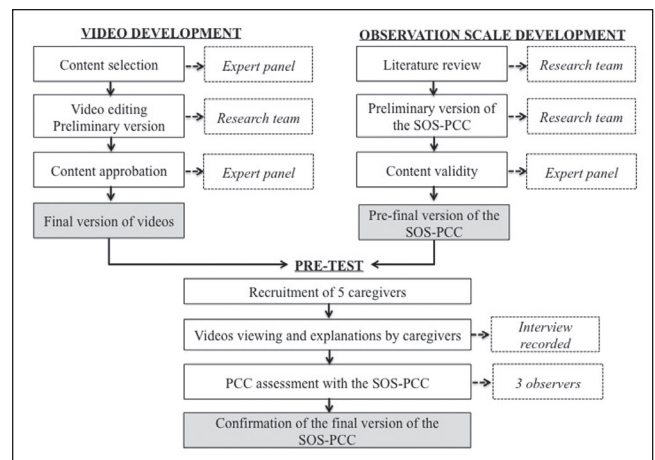 VIDEO DEVELOPMENT
Content selection
Expert panel
Video editing
Preliminary version
Research team
Content approbation
Expert panel
Final version of videos
OBSERVATION SCALE DEVELOPMENT
Literature review
Research team
Preliminary version of
the SOS-PCC
Research team
Content validity
Expert panel
Pre-final version of the
SOS-PCC
PRE-TEST
Recruitment of 5 caregivers
Videos viewing and explanations by caregivers
Interview
recorded
PCC assessment with the SOS-PCC
3 observers
Confirmation of the final version of the
SOS-PCC